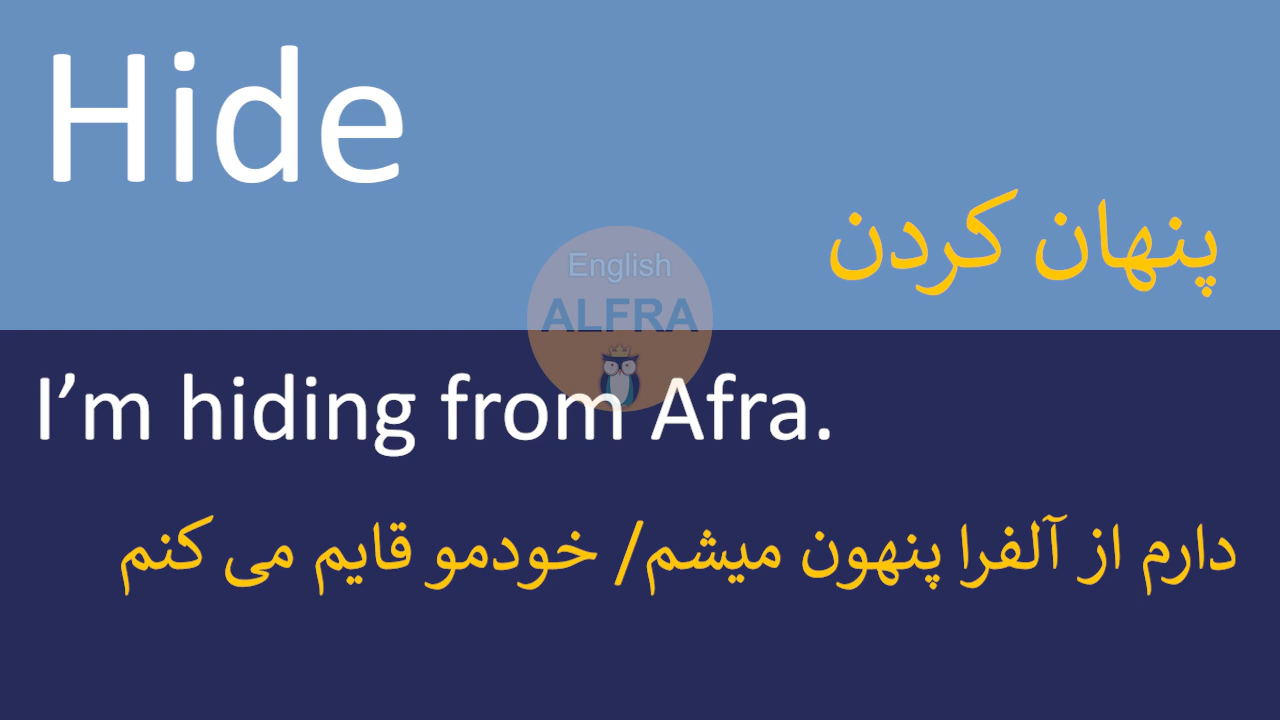 Hide
پنهان کردن
English
ALFRA
I’m hiding from Afra.
دارم از آلفرا پنهون میشم/ خودمو قایم می کنم